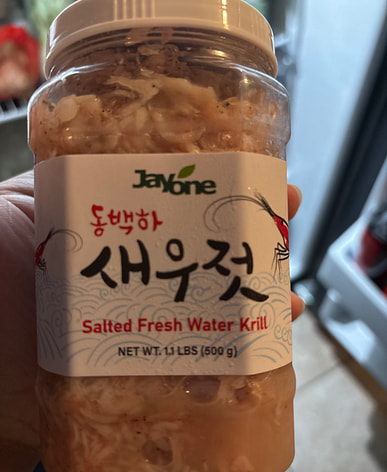 Jayone
동백하
새우젓
Salted Fresh Water Krill
NET WT. 1.1 LBS (500 g)